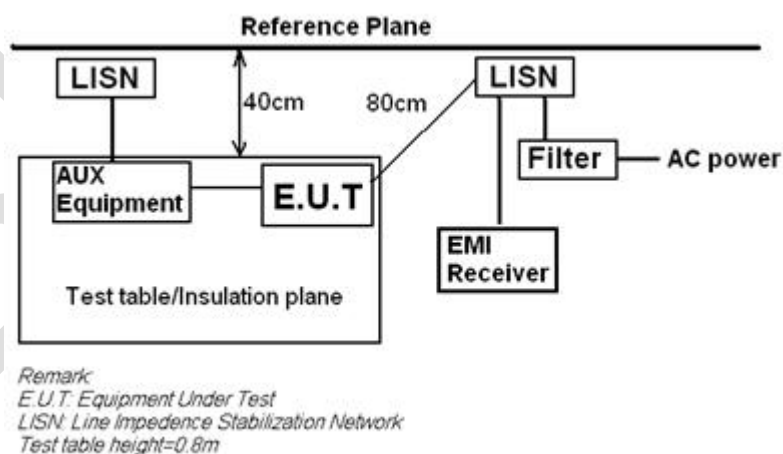 Reference Plane
LISN
40cm
80cm
LISN
Filter
AC power
AUX
Equipment
E.U.T
EMI
Receiver
Test table/Insulation plane
Remark:
E.U.T: Equipment Under Test
LISN: Line Impedence Stabilization Network
Test table height=0.8m